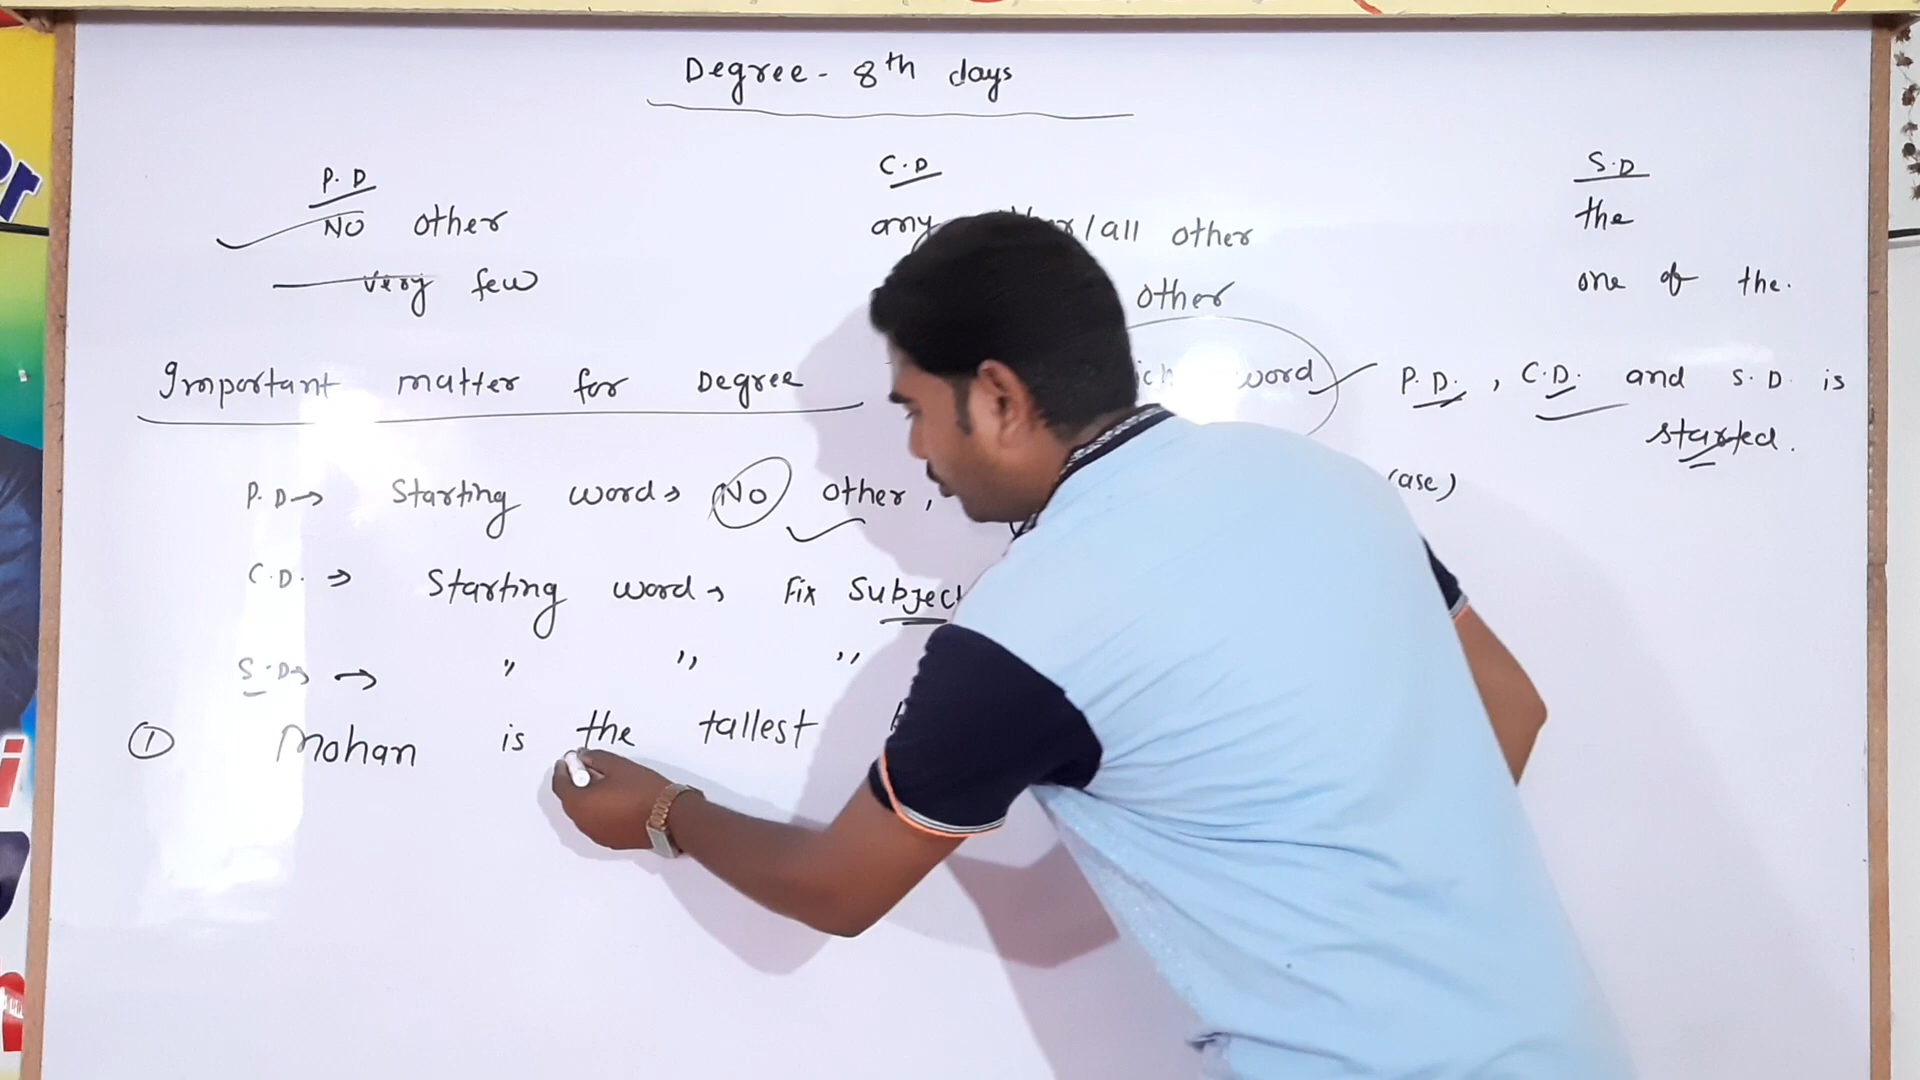 Degree - 8th days
P.D C.D S.D
NO other any /all other the
very few other one of the.
Important matter for Degree word P.D. , C.D. and S.D. is
started.
P.D → Starting word → No other ,
C.D. → Starting word → Fix Subject
S.D → → " " "
① Mohan is the tallest